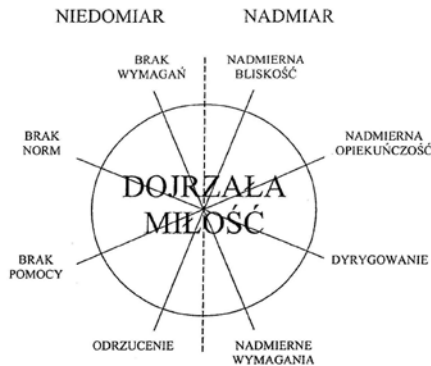 NIEDOMIAR
NADMIAR
BRAK
WYMAGAŃ
NADMIERNA
BLISKOŚĆ
BRAK
NORM
NADMIERNA
OPIEKUŃCZOŚĆ
DOJRZAŁA
MIŁOŚĆ
BRAK
POMOCY
DYRYGOWANIE
ODRZUCENIE
NADMIERNE
WYMAGANIA